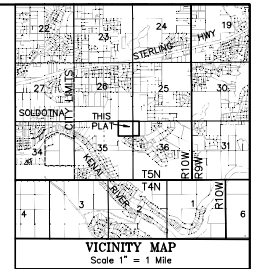 22
23
24
19
STERLING HWY
27
26
25
30
CITY LIMITS
SOLDOTNA
THIS
PLAT
34
35
36
31
KENAI RIVER
T5N
T4N
R10W
R9W
R10W
4
3
2
1
6
VICINITY MAP
Scale 1" = 1 Mile